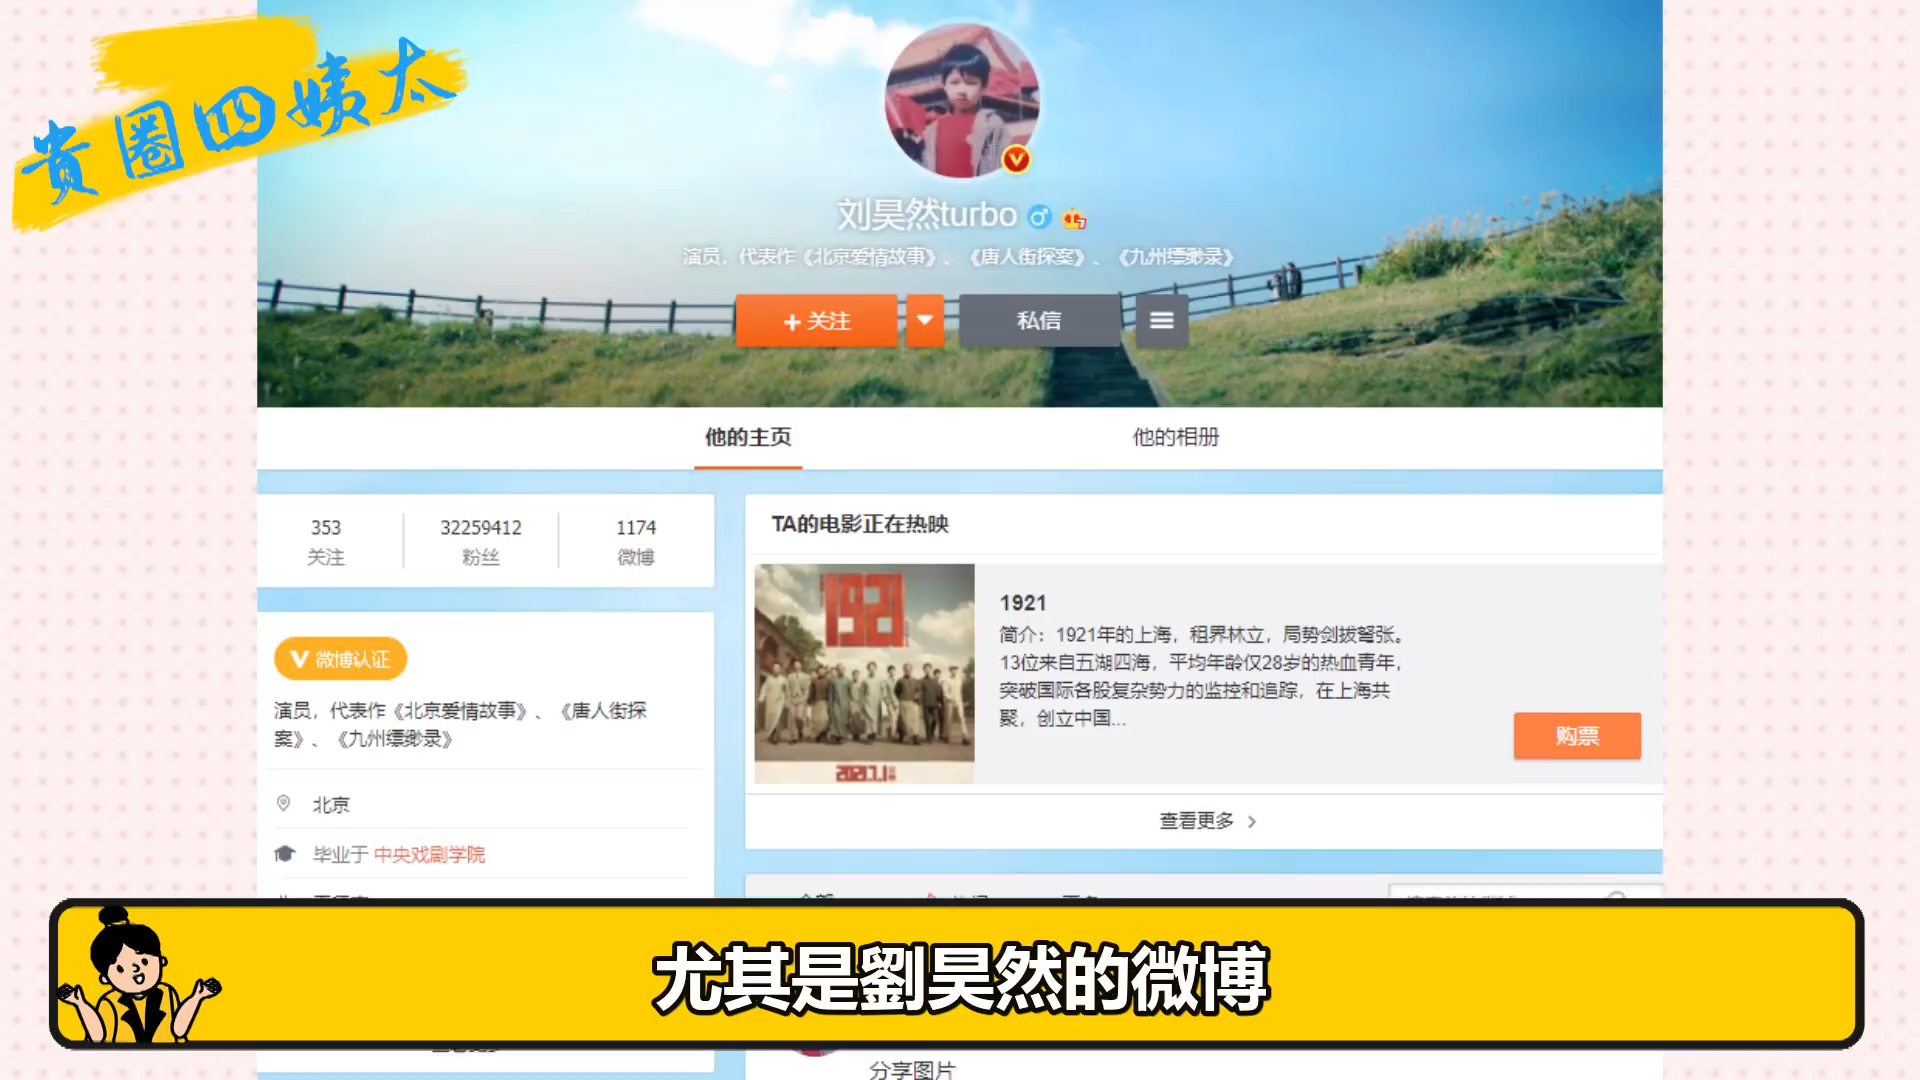 貴圈四姨太
刘昊然turbo
演员，代表作《北京爱情故事》、《唐人街探案》、《九州缥缈录》
+关注
私信
他的主页
他的相册
353
关注
32259412
粉丝
1174
微博
V 微博认证
演员，代表作《北京爱情故事》、《唐人街探
案》、《九州缥缈录》
北京
毕业于 中央戏剧学院
TA的电影正在热映
1921
2021.7.1
1921
简介：1921年的上海，租界林立，局势剑拔弩张。
13位来自五湖四海，平均年龄仅28岁的热血青年，
突破国际各股复杂势力的监控和追踪，在上海共
聚，创立中国...
购票
查看更多
尤其是劉昊然的微博
分享图片